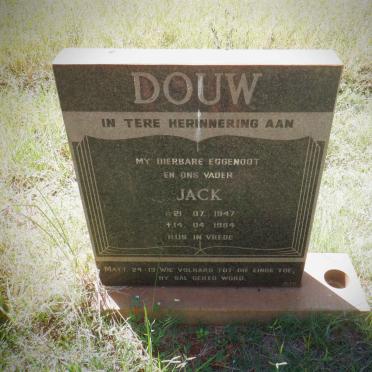 DOUW
IN TERE HERINNERING AAN
MY DIERBARE EGGENOOT
EN ONS VADER
JACK
☆21. 07. 1947
†14. 04. 1984
RUS IN VREDE
MATT. 24-13 WIE VOLHARD TOT DIE EINDE TOE,
HY SAL GERED WORD.